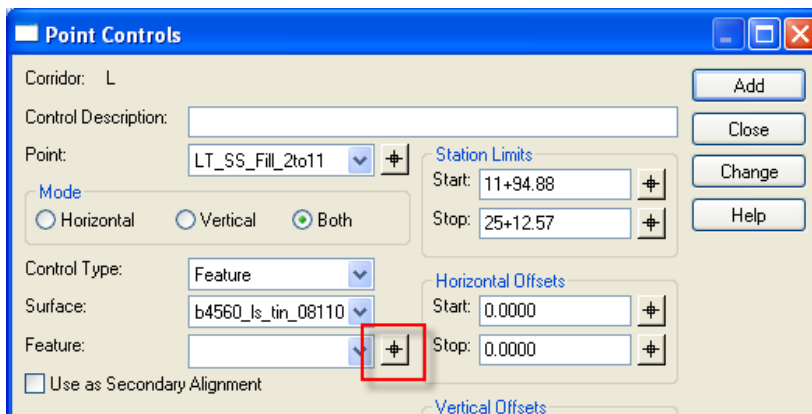 Point Controls
Corridor: L
Add
Control Description:
Close
Point: LT_SS_Fill_2to11
Station Limits
Change
Mode
Start: 11+94.88
Horizontal Vertical Both
Stop: 25+12.57
Help
Control Type: Feature
Horizontal Offsets
Surface: b4560_ls_tin_08110
Start: 0.0000
Feature:
Stop: 0.0000
Use as Secondary Alignment
Vertical Offsets